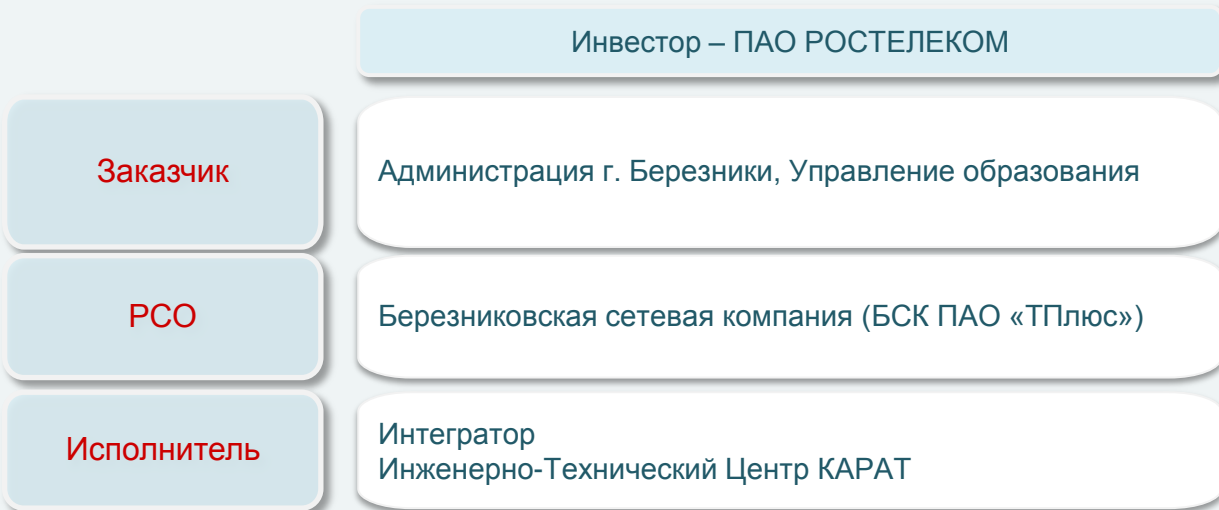 Инвестор – ПАО РОСТЕЛЕКОМ
Заказчик
Администрация г. Березники, Управление образования
РСО
Березниковская сетевая компания (БСК ПАО «ТПлюс»)
Исполнитель
Интегратор
Инженерно-Технический Центр КАРАТ